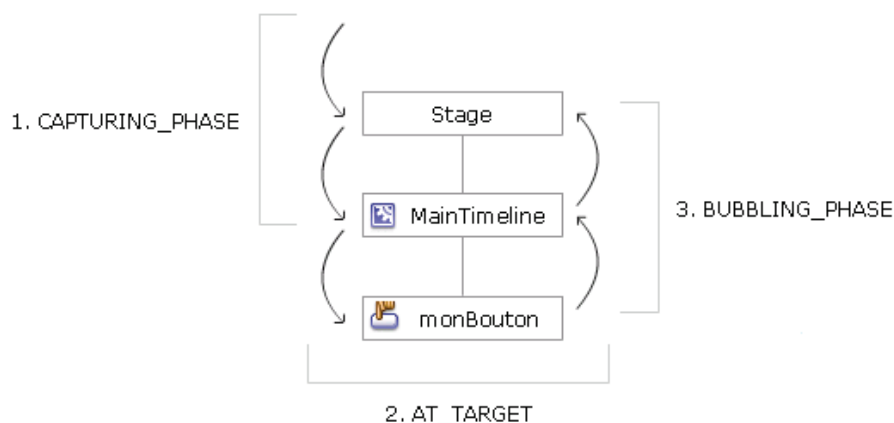 Stage
1. CAPTURING_PHASE
MainTimeline
3. BUBBLING_PHASE
monBouton
2. AT TARGET